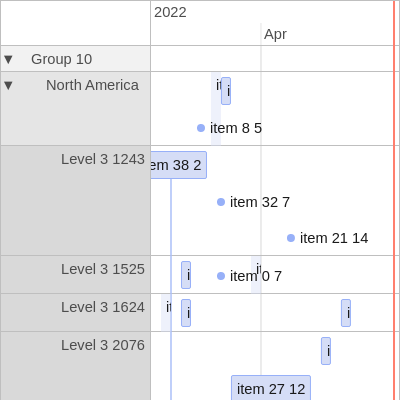 2022
Apr
▼ Group 10
▼ North America
item 8 5
Level 3 1243
em 38 2
item 32 7
item 21 14
Level 3 1525
i
item 0 7
Level 3 1624
i
i
Level 3 2076
i
item 27 12